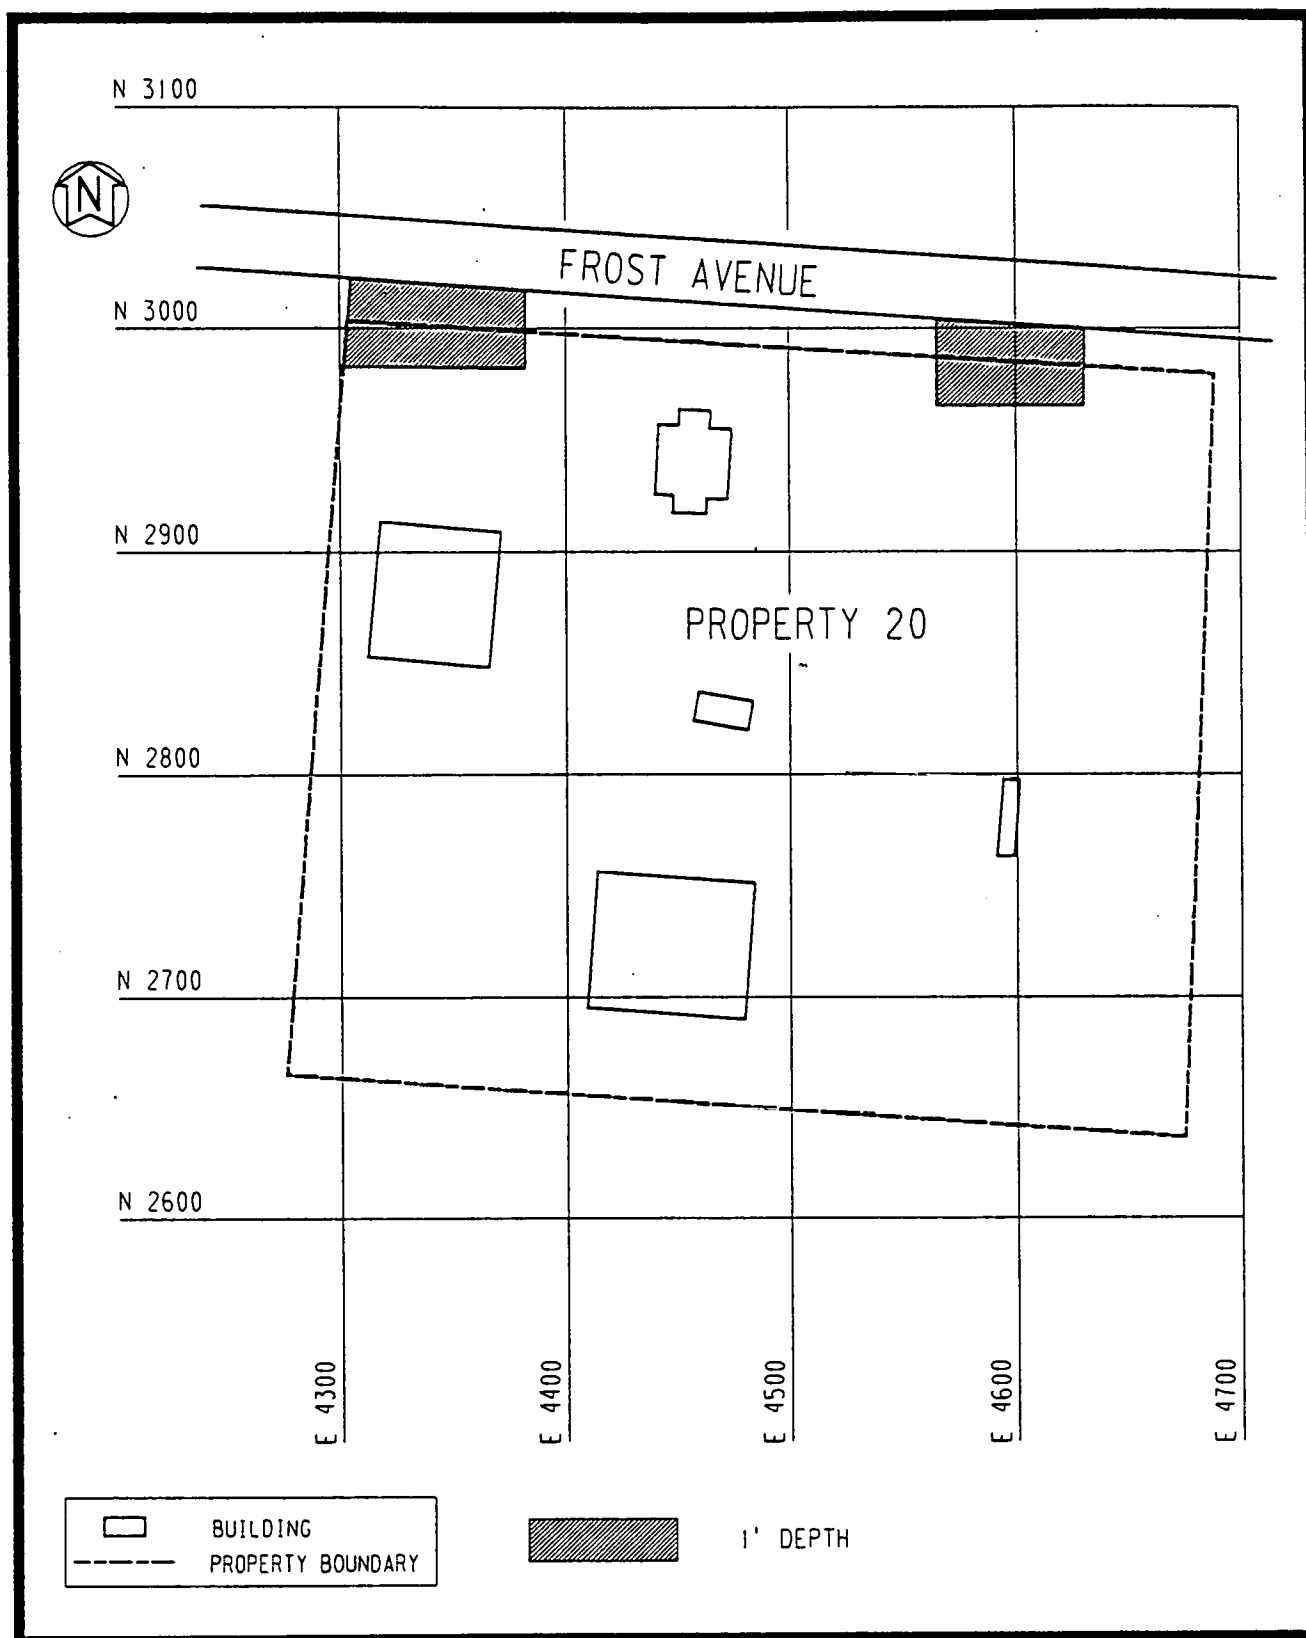 N 3100
N
FROST AVENUE
N 3000
N 2900
PROPERTY 20
N 2800
N 2700
N 2600
E 4300
E 4400
E 4500
E 4600
E 4700
BUILDING
PROPERTY BOUNDARY
1' DEPTH